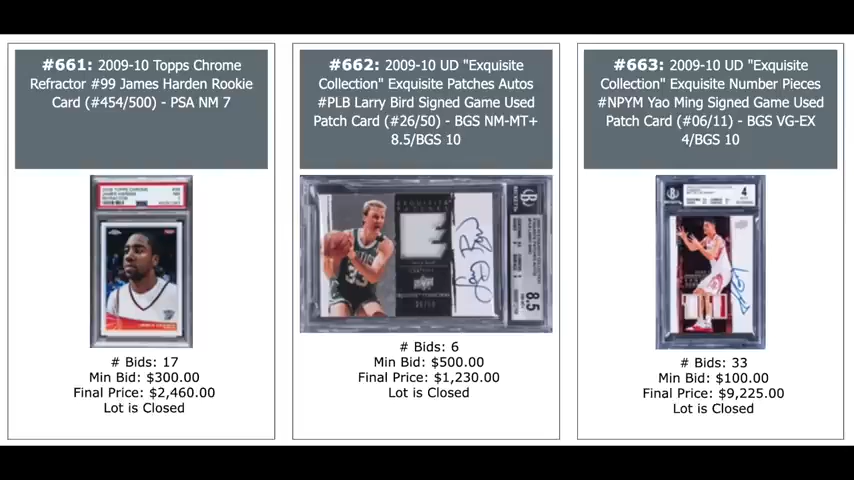 #661: 2009-10 Topps Chrome
Refractor #99 James Harden Rookie
Card (#454/500) - PSA NM 7
# Bids: 17
Min Bid: $300.00
Final Price: $2,460.00
Lot is Closed
#662: 2009-10 UD "Exquisite
Collection" Exquisite Patches Autos
#PLB Larry Bird Signed Game Used
Patch Card (#26/50) - BGS NM-MT+
8.5/BGS 10
33
8.5
# Bids: 6
Min Bid: $500.00
Final Price: $1,230.00
Lot is Closed
#663: 2009-10 UD "Exquisite
Collection" Exquisite Number Pieces
#NPYM Yao Ming Signed Game Used
Patch Card (#06/11) - BGS VG-EX
4/BGS 10
4
# Bids: 33
Min Bid: $100.00
Final Price: $9,225.00
Lot is Closed